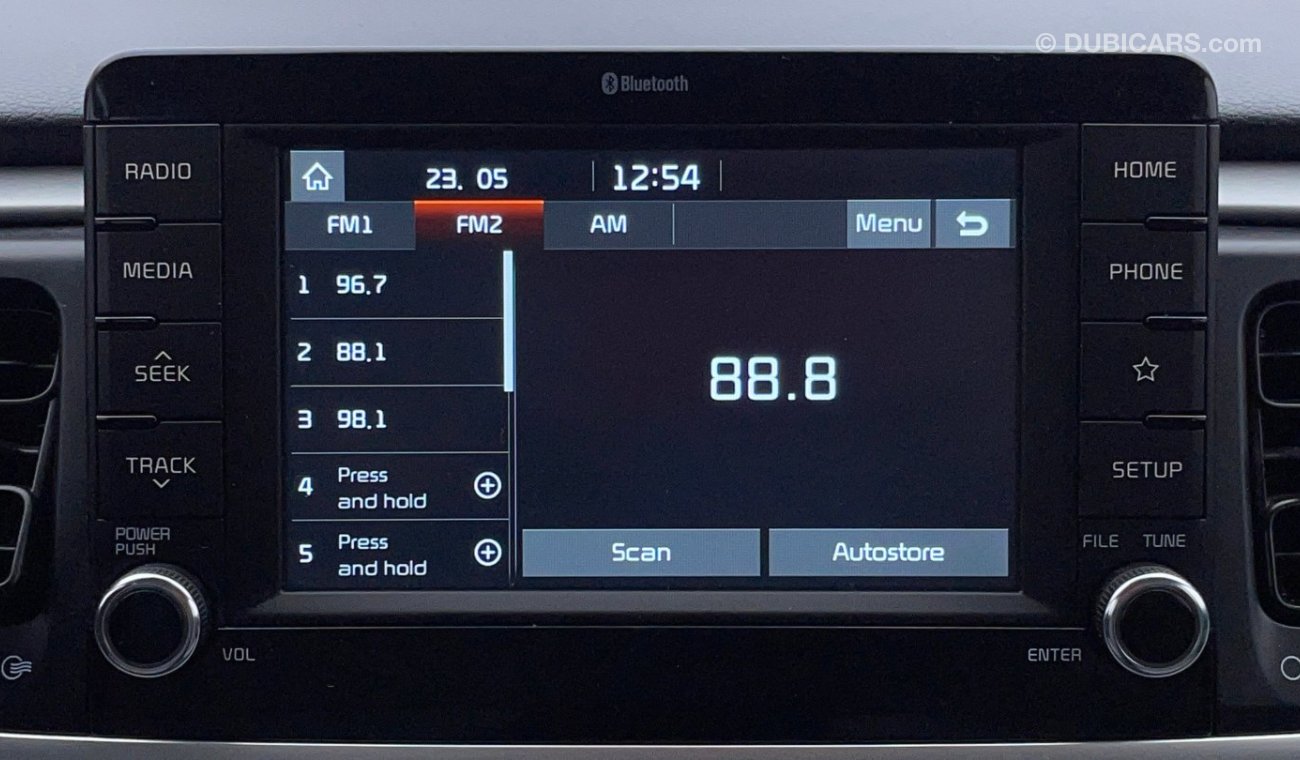 © DUBICARS.com
Bluetooth
RADIO
MEDIA
SEEK
TRACK
POWER
PUSH
VOL
23. 05 12:54
FM1 FM2 AM Menu
1 96.7
2 88.1
3 98.1
4 Press
and hold
5 Press
and hold
88.8
Scan Autostore
HOME
PHONE
SETUP
FILE TUNE
ENTER